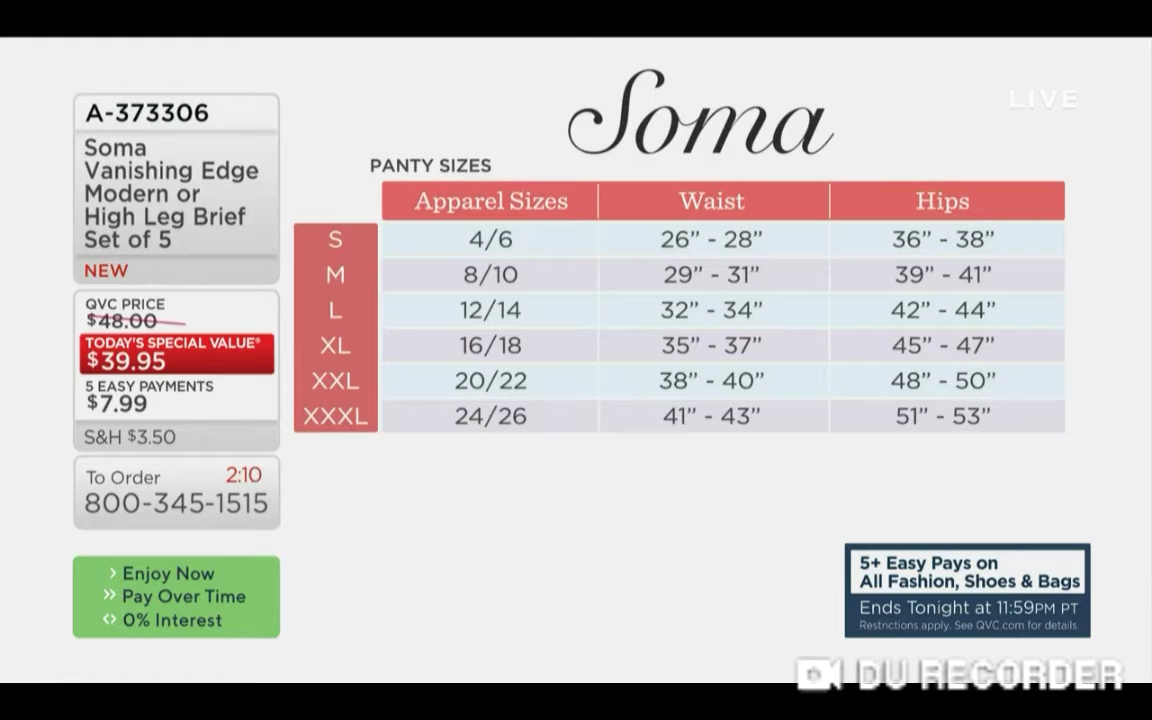 A-373306
Soma
Vanishing Edge
Modern or
High Leg Brief
Set of 5
NEW
QVC PRICE
$48.00
TODAY'S SPECIAL VALUE®
$39.95
5 EASY PAYMENTS
$7.99
S&H $3.50
To Order 2:10
800-345-1515
> Enjoy Now
» Pay Over Time
<> 0% Interest
Soma
LIVE
PANTY SIZES
Apparel Sizes Waist Hips
S 4/6 26” - 28” 36” - 38”
M 8/10 29” - 31” 39” - 41”
L 12/14 32” - 34” 42” - 44”
XL 16/18 35” - 37” 45” - 47”
XXL 20/22 38” - 40” 48” - 50”
XXXL 24/26 41” - 43” 51” - 53”
5+ Easy Pays on
All Fashion, Shoes & Bags
Ends Tonight at 11:59PM PT
Restrictions apply. See QVC.com for details.
DU RECORDER